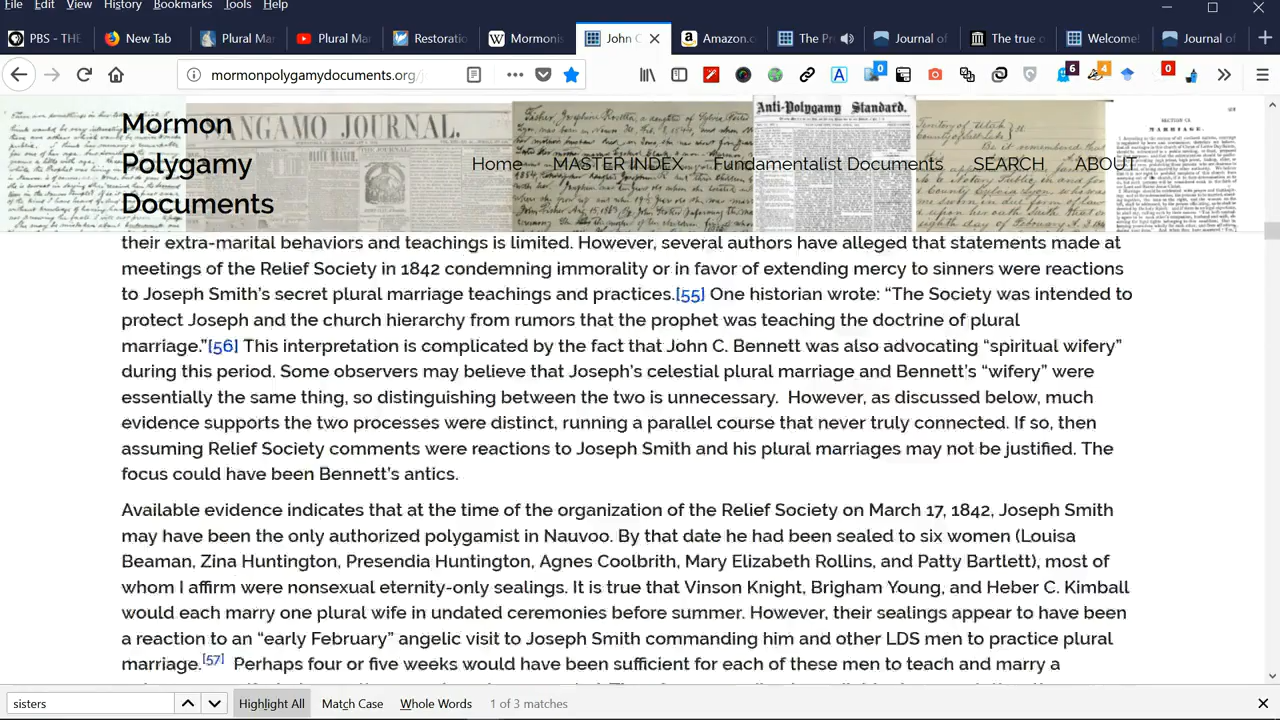 File Edit View History Bookmarks Tools Help
PBS - THE New Tab Plural Mar Plural Mar Restoratio Mormonis John C Amazon.c The Pr Journal of The true o Welcome Journal of
mormonpolygamydocuments.org/
0 6 4 0
Mormon
Polygamy
Documents
JOURNAL.
Anti-Polygamy Standard.
MARRIAGE.
HOME MASTER INDEX Fundamentalist Documents SEARCH ABOUT
their extra-marital behaviors and teachings limited. However, several authors have alleged that statements made at
meetings of the Relief Society in 1842 condemning immorality or in favor of extending mercy to sinners were reactions
to Joseph Smith’s secret plural marriage teachings and practices.[55] One historian wrote: “The Society was intended to
protect Joseph and the church hierarchy from rumors that the prophet was teaching the doctrine of plural
marriage.”[56] This interpretation is complicated by the fact that John C. Bennett was also advocating “spiritual wifery”
during this period. Some observers may believe that Joseph’s celestial plural marriage and Bennett’s “wifery” were
essentially the same thing, so distinguishing between the two is unnecessary. However, as discussed below, much
evidence supports the two processes were distinct, running a parallel course that never truly connected. If so, then
assuming Relief Society comments were reactions to Joseph Smith and his plural marriages may not be justified. The
focus could have been Bennett’s antics.
Available evidence indicates that at the time of the organization of the Relief Society on March 17, 1842, Joseph Smith
may have been the only authorized polygamist in Nauvoo. By that date he had been sealed to six women (Louisa
Beaman, Zina Huntington, Presendia Huntington, Agnes Coolbrith, Mary Elizabeth Rollins, and Patty Bartlett), most of
whom I affirm were nonsexual eternity-only sealings. It is true that Vinson Knight, Brigham Young, and Heber C. Kimball
would each marry one plural wife in undated ceremonies before summer. However, their sealings appear to have been
a reaction to an “early February” angelic visit to Joseph Smith commanding him and other LDS men to practice plural
marriage.[57] Perhaps four or five weeks would have been sufficient for each of these men to teach and marry a
sisters Highlight All Match Case Whole Words 1 of 3 matches